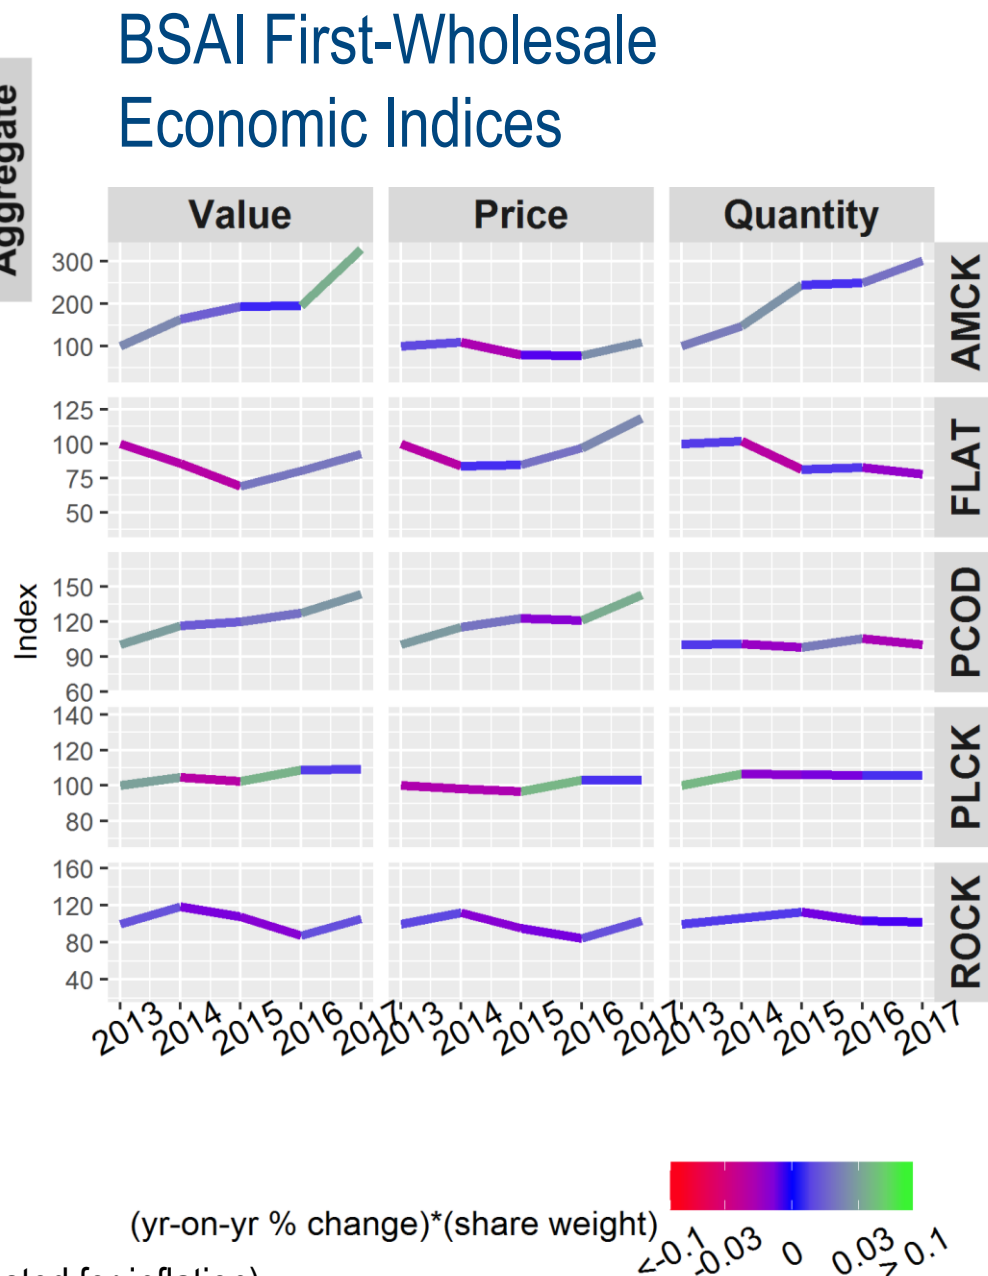 BSAI First-Wholesale
Economic Indices
Aggregate
Value Price Quantity
300
200
100
AMCK
125
100
75
50
FLAT
Index
150
120
90
60
PCOD
140
120
100
80
PLCK
160
120
80
40
ROCK
2013 2014 2015 2016 2017 2013 2014 2015 2016 2017 2013 2014 2015 2016 2017
(yr-on-yr % change)*(share weight)
<-0.1 -0.03 0 0.03 > 0.1
for inflation)